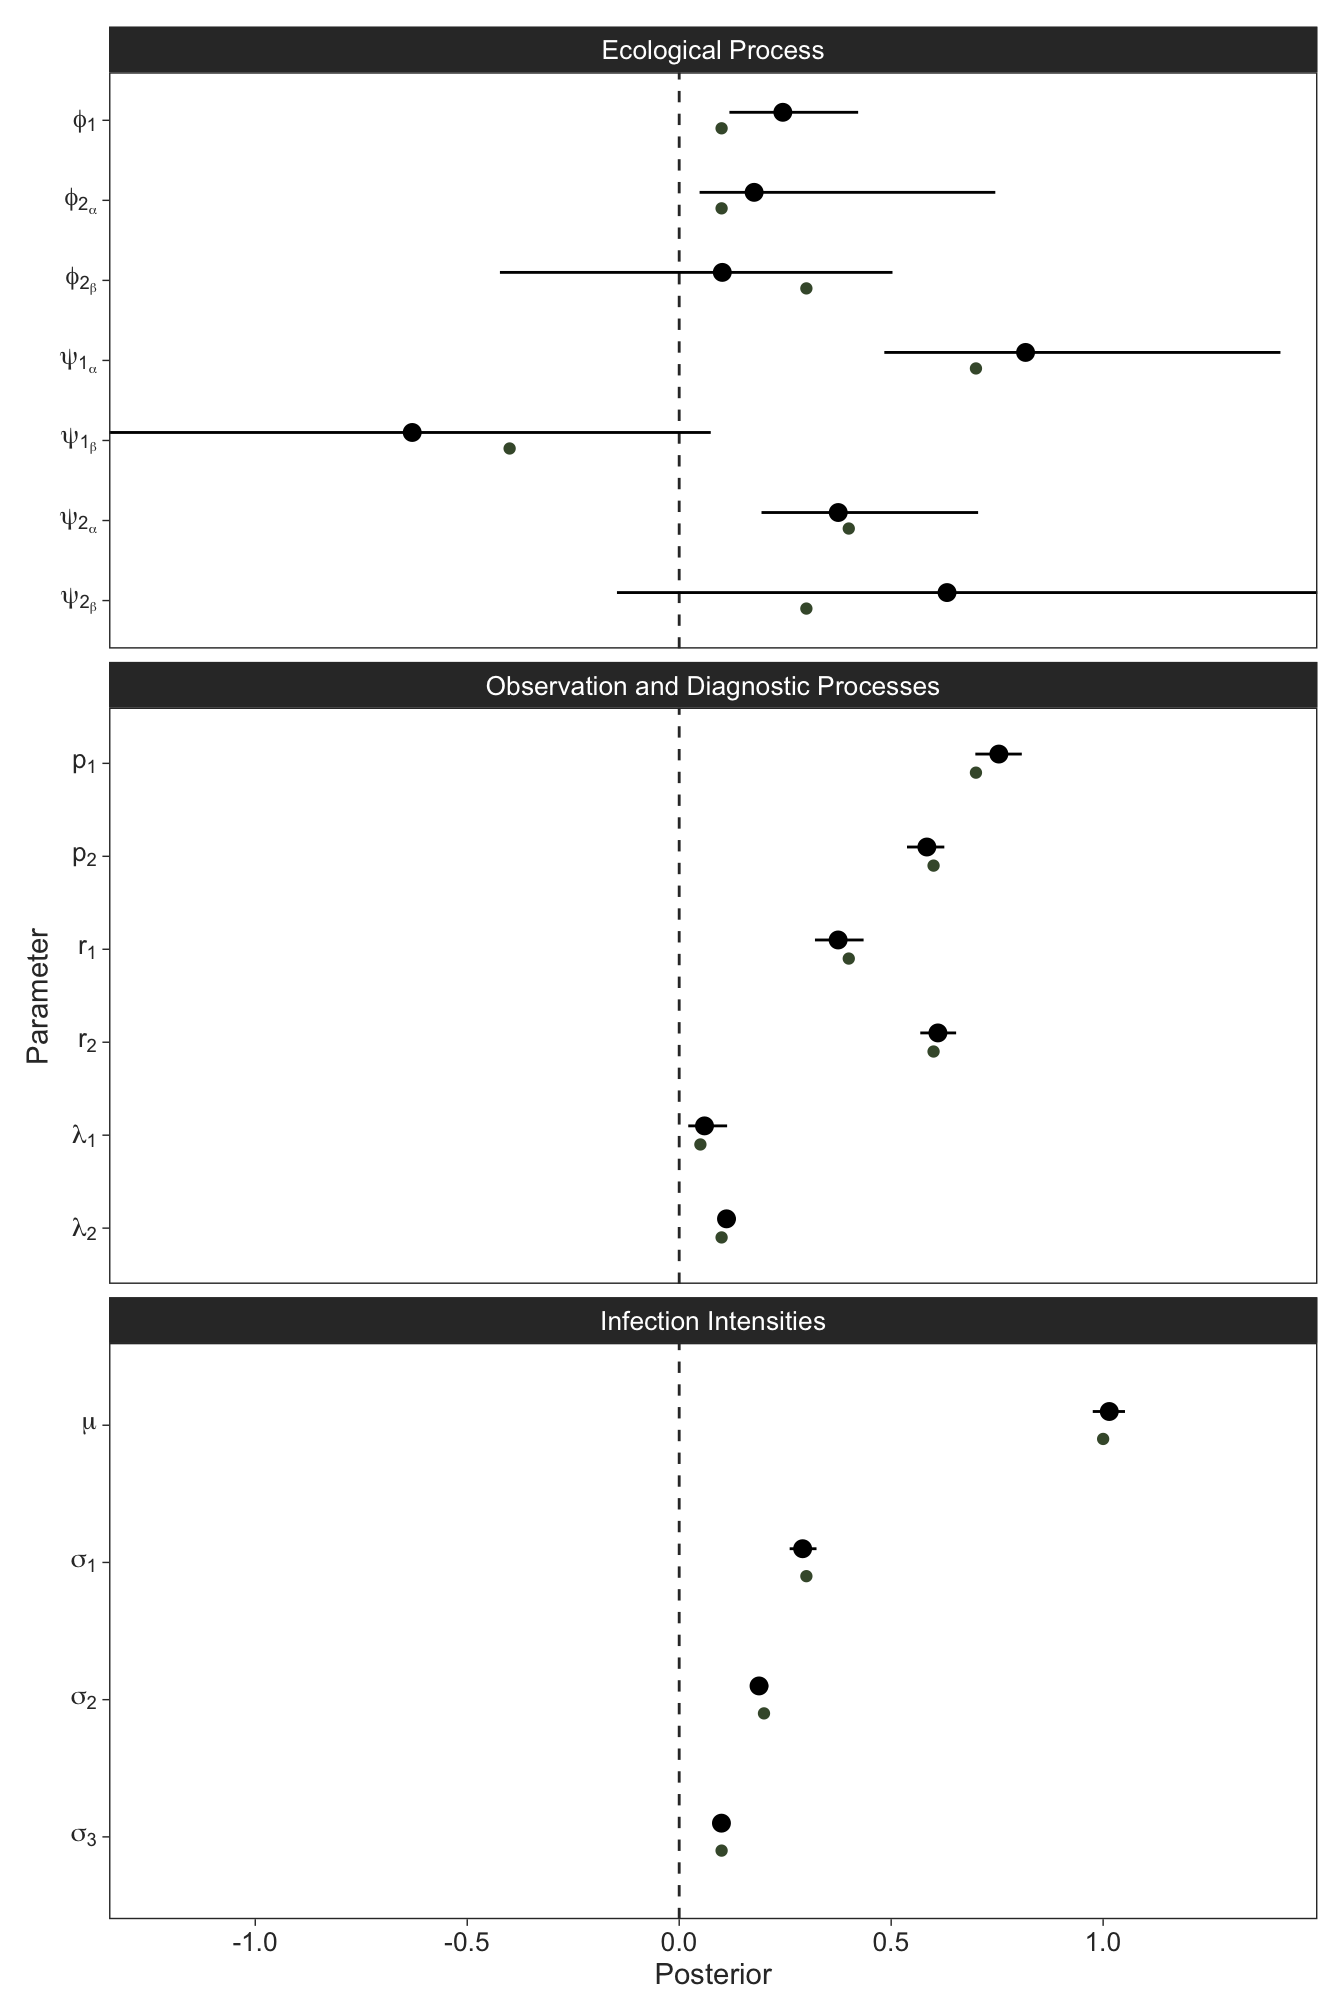 Ecological Process
ϕ1
ϕ2α
ϕ2β
ψ1α
ψ1β
ψ2α
ψ2β
Observation and Diagnostic Processes
p1
p2
r1
r2
λ1
λ2
Parameter
Infection Intensities
μ
σ1
σ2
σ3
-1.0 -0.5 0.0 0.5 1.0
Posterior